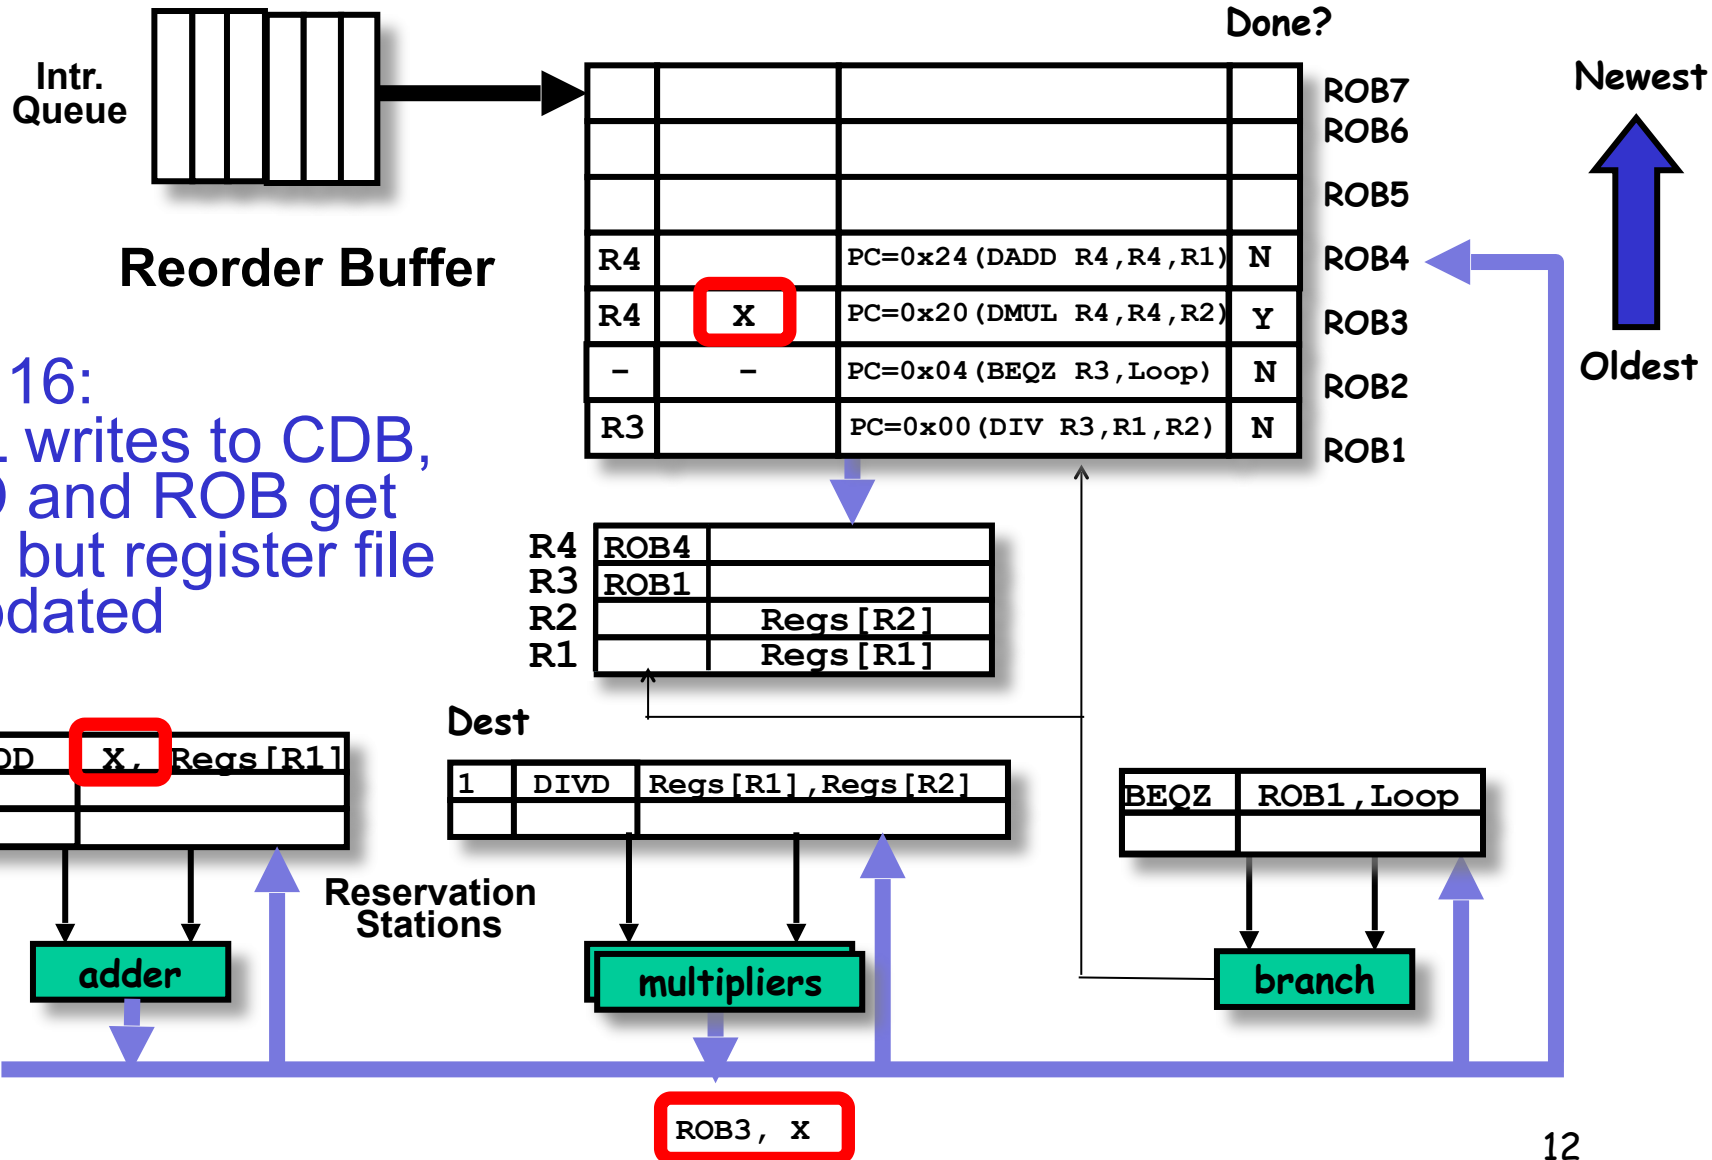 Done?
Intr.
Queue
Newest
ROB7
ROB6
ROB5
Reorder Buffer
R4 PC=0x24(DADD R4,R4,R1) N ROB4
R4 X PC=0x20(DMUL R4,R4,R2) Y ROB3
- - PC=0x04(BEQZ R3,Loop) N ROB2
R3 PC=0x00(DIV R3,R1,R2) N ROB1
Oldest
16:
writes to CDB,
and ROB get
but register file
R4 ROB4
R3 ROB1
R2 Regs[R2]
R1 Regs[R1]
Dest
X, Regs[R1]
1 DIVD Regs[R1],Regs[R2]
BEQZ ROB1,Loop
Reservation
Stations
adder
multipliers
branch
ROB3, X
12